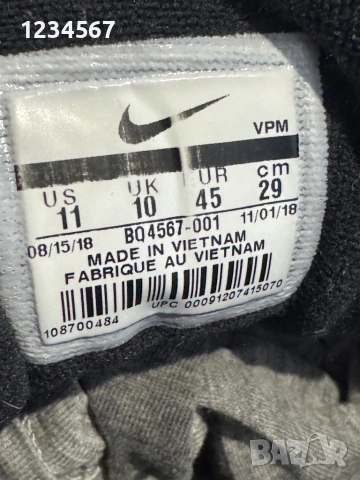 1234567
VPM
US UK EUR cm
11 10 45 29
08/15/18 BQ4567-001 11/01/18
MADE IN VIETNAM
FABRIQUE AU VIETNAM
108700484 UPC 00091207415070
BAZAR